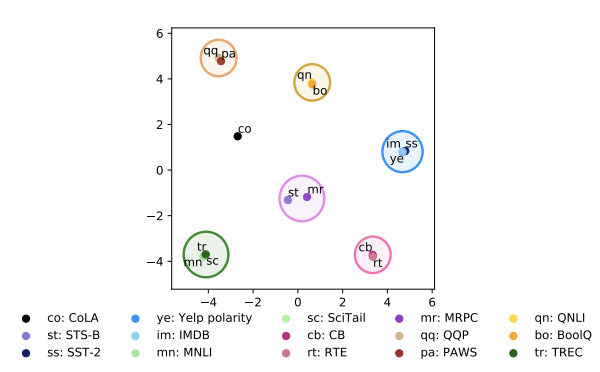 6
4
2
0
−2
−4
−4 −2 0 2 4 6
qq pa
qn
bo
co
im ss
ye
st mr
tr
mn sc
cb
rt
co: CoLA ye: Yelp polarity sc: SciTail mr: MRPC qn: QNLI
st: STS-B im: IMDB cb: CB qq: QQP bo: BoolQ
ss: SST-2 mn: MNLI rt: RTE pa: PAWS tr: TREC